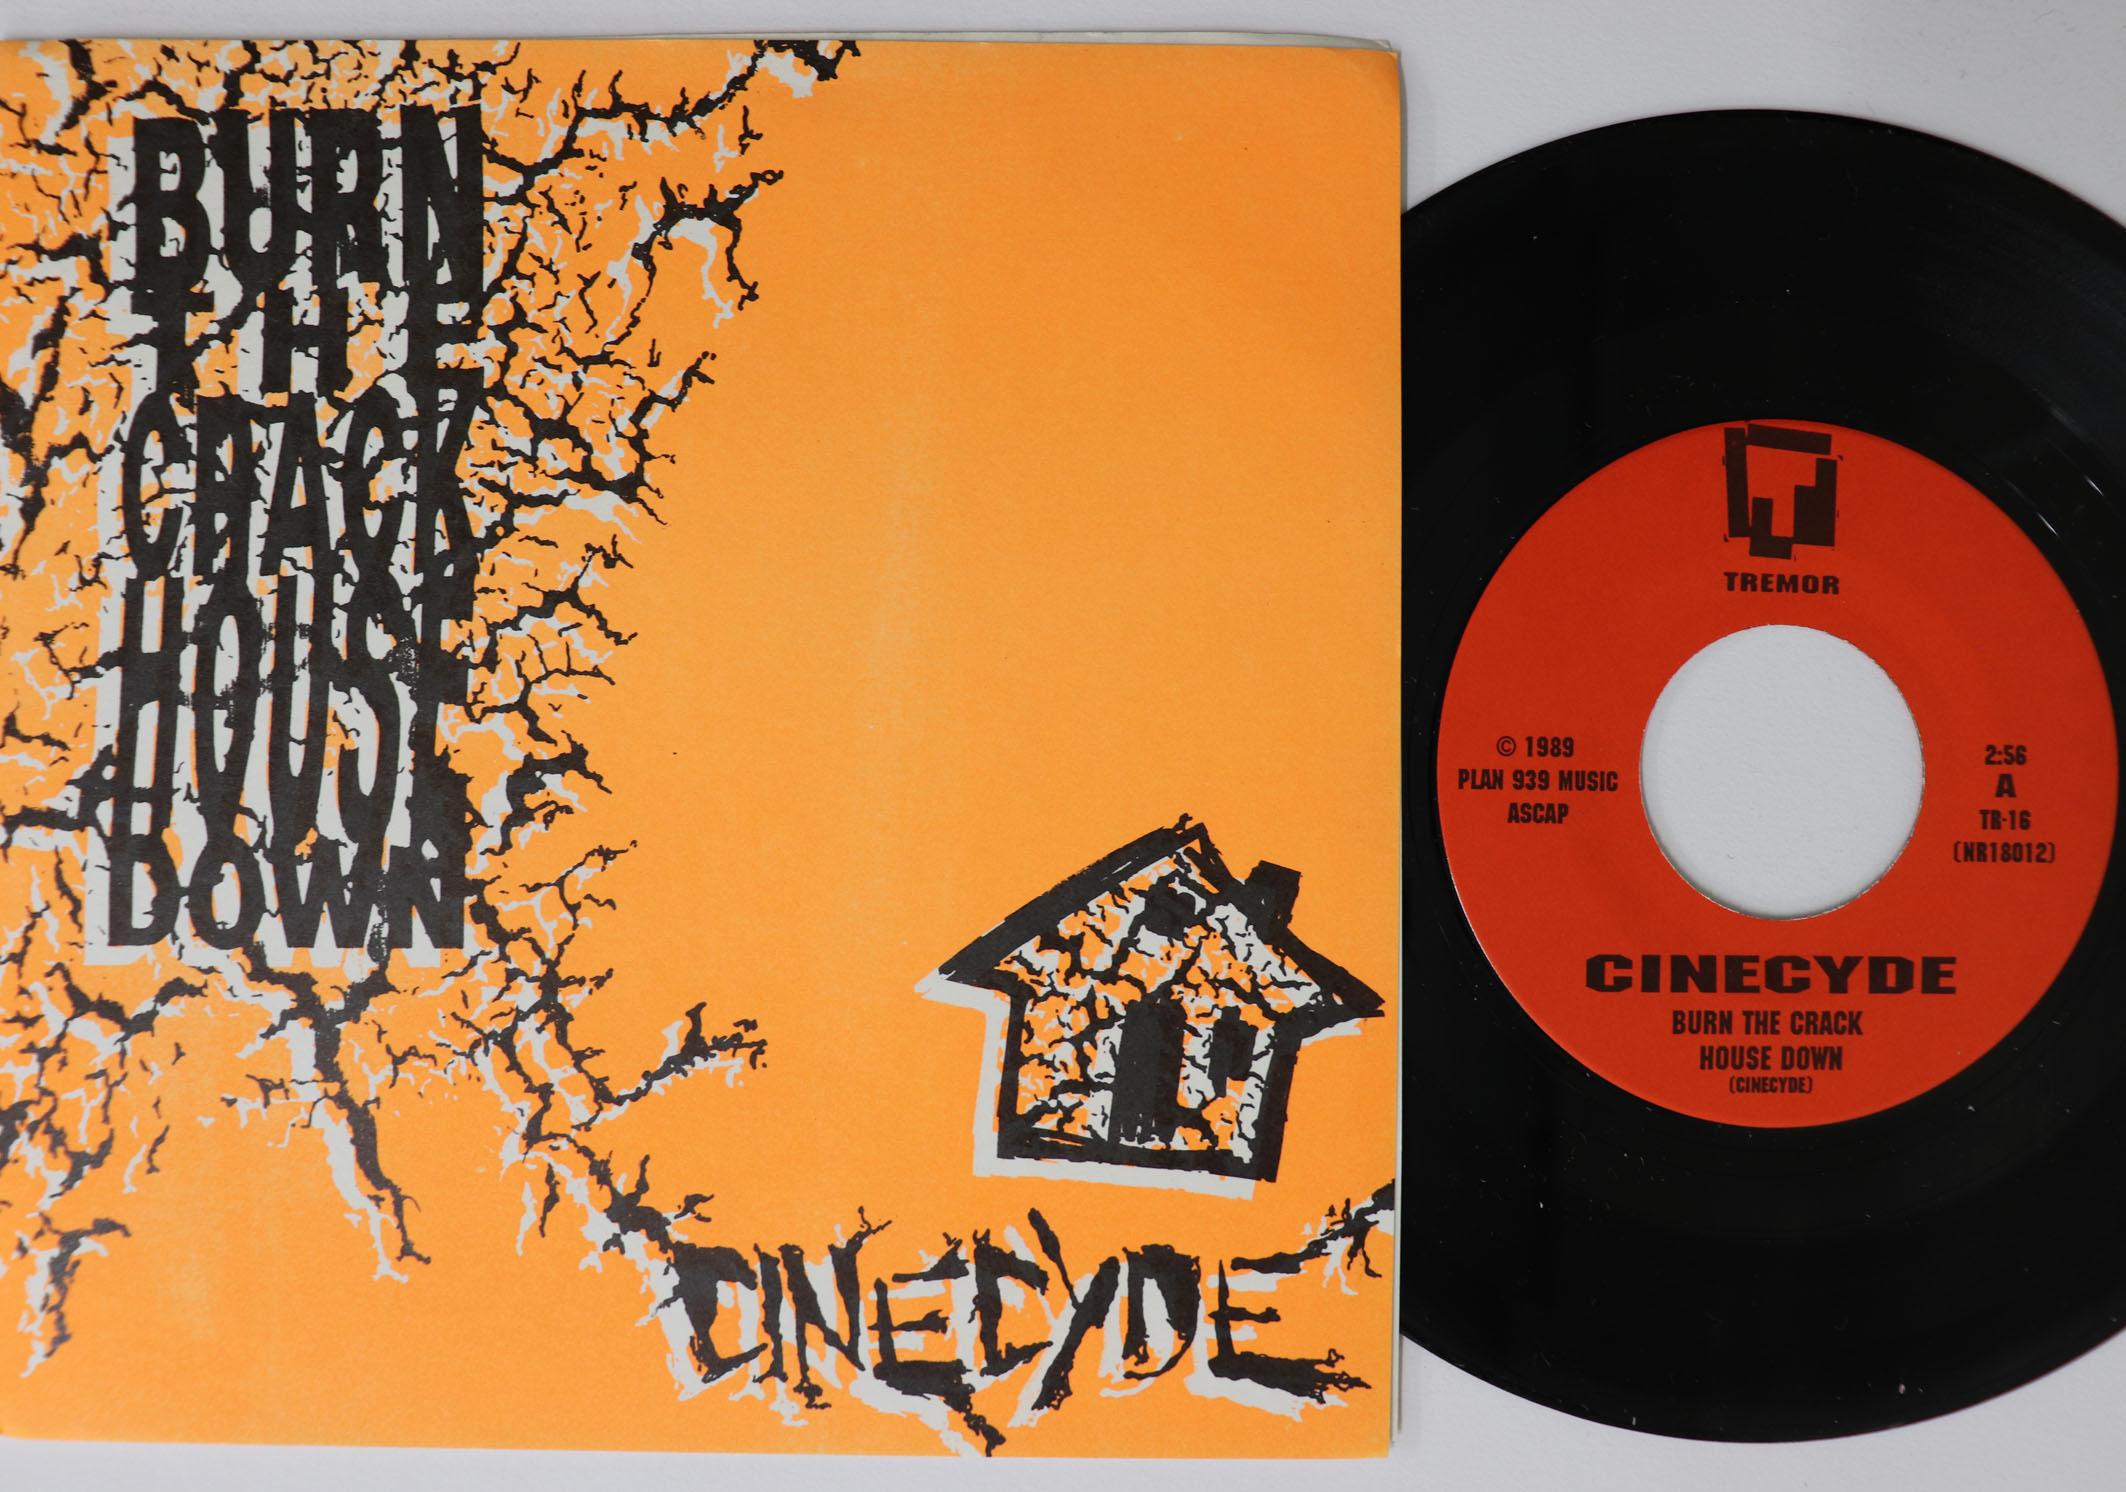 BURN
THE
CRACK
HOUSE
DOWN
CINECYDE
TREMOR
© 1989
PLAN 939 MUSIC
ASCAP
2:56
A
TR-16
(NR18012)
CINECYDE
BURN THE CRACK
HOUSE DOWN
(CINECYDE)